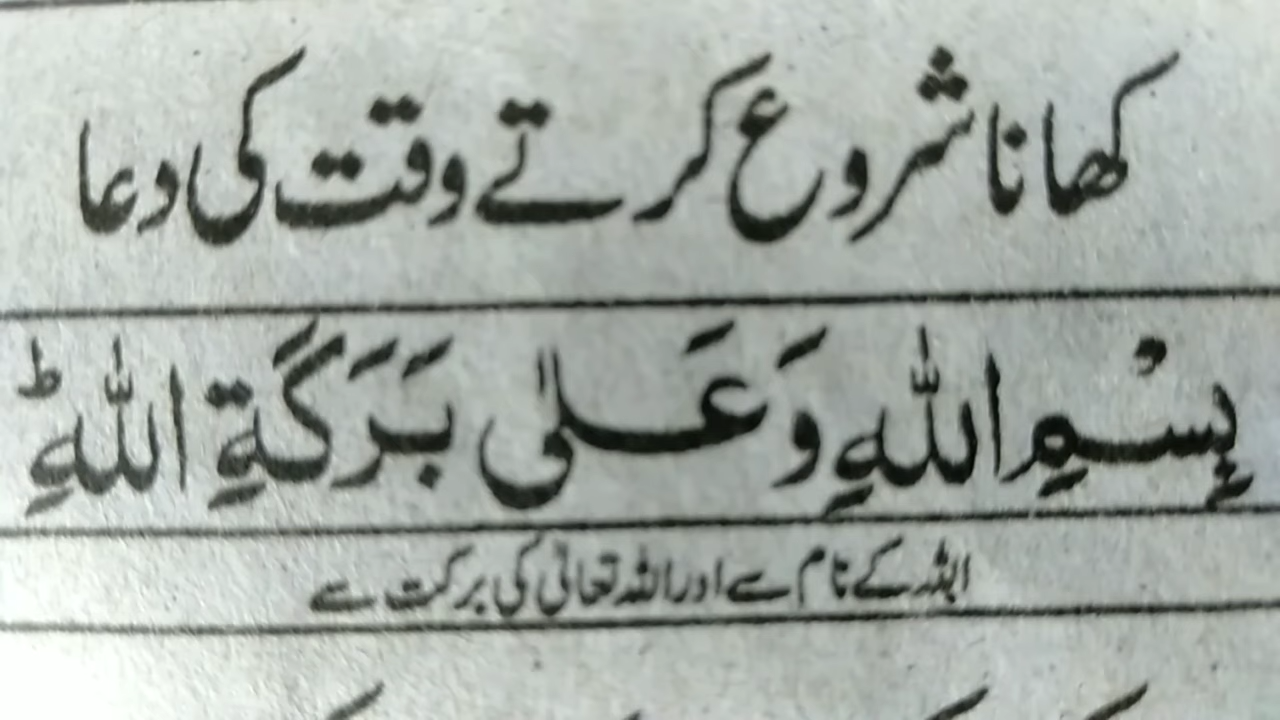 کھانا شروع کرتے وقت کی دعا
بِسْمِ اللّٰهِ وَعَلٰى بَرَكَةِ اللّٰهِؕ
اللہ کے نام سے اور اللہ تعالیٰ کی برکت سے